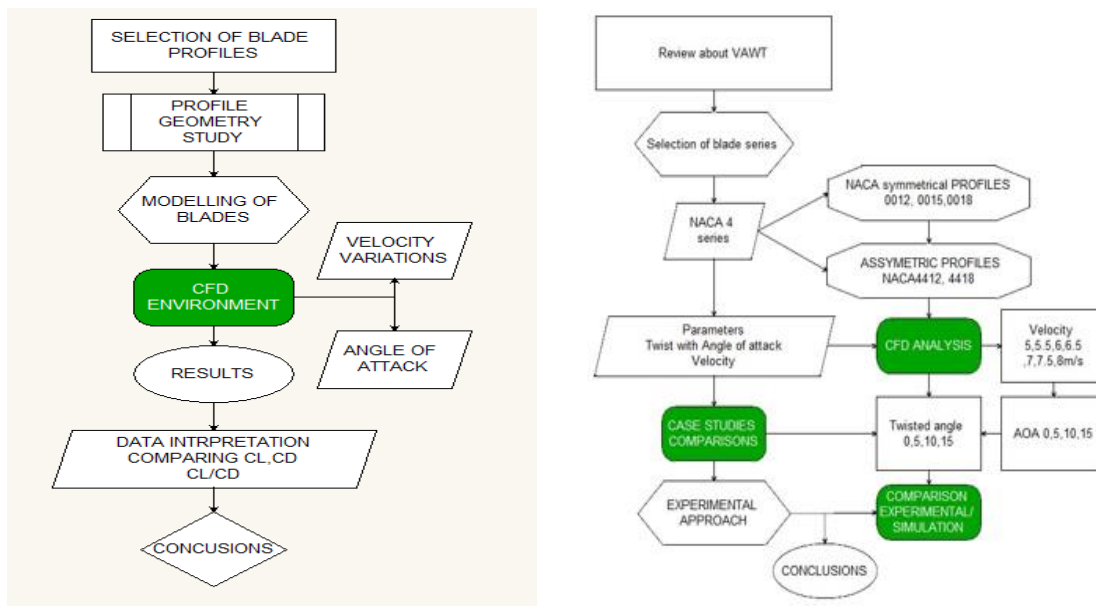 SELECTION OF BLADE
PROFILES
PROFILE
GEOMETRY
STUDY
MODELLING OF
BLADES
VELOCITY
VARIATIONS
CFD
ENVIRONMENT
ANGLE OF
ATTACK
RESULTS
DATA INTRPRETATION
COMPARING CL,CD
CL/CD
CONCUSIONS
Review about VAWT
Selection of blade series
NACA symmetrical PROFILES
0012, 0015,0018
NACA 4
series
ASSYMETRIC PROFILES
NACA4412, 4418
Parameters
Twist with Angle of attack
Velocity
CFD ANALYSIS
Velocity
5,5.5,6,6.5
,7,7.5,8m/s
CASE STUDIES
COMPARISONS
Twisted angle
0,5,10,15
AOA 0,5,10,15
EXPERIMENTAL
APPROACH
COMPARISON
EXPERIMENTAL/
SIMULATION
CONCLUSIONS